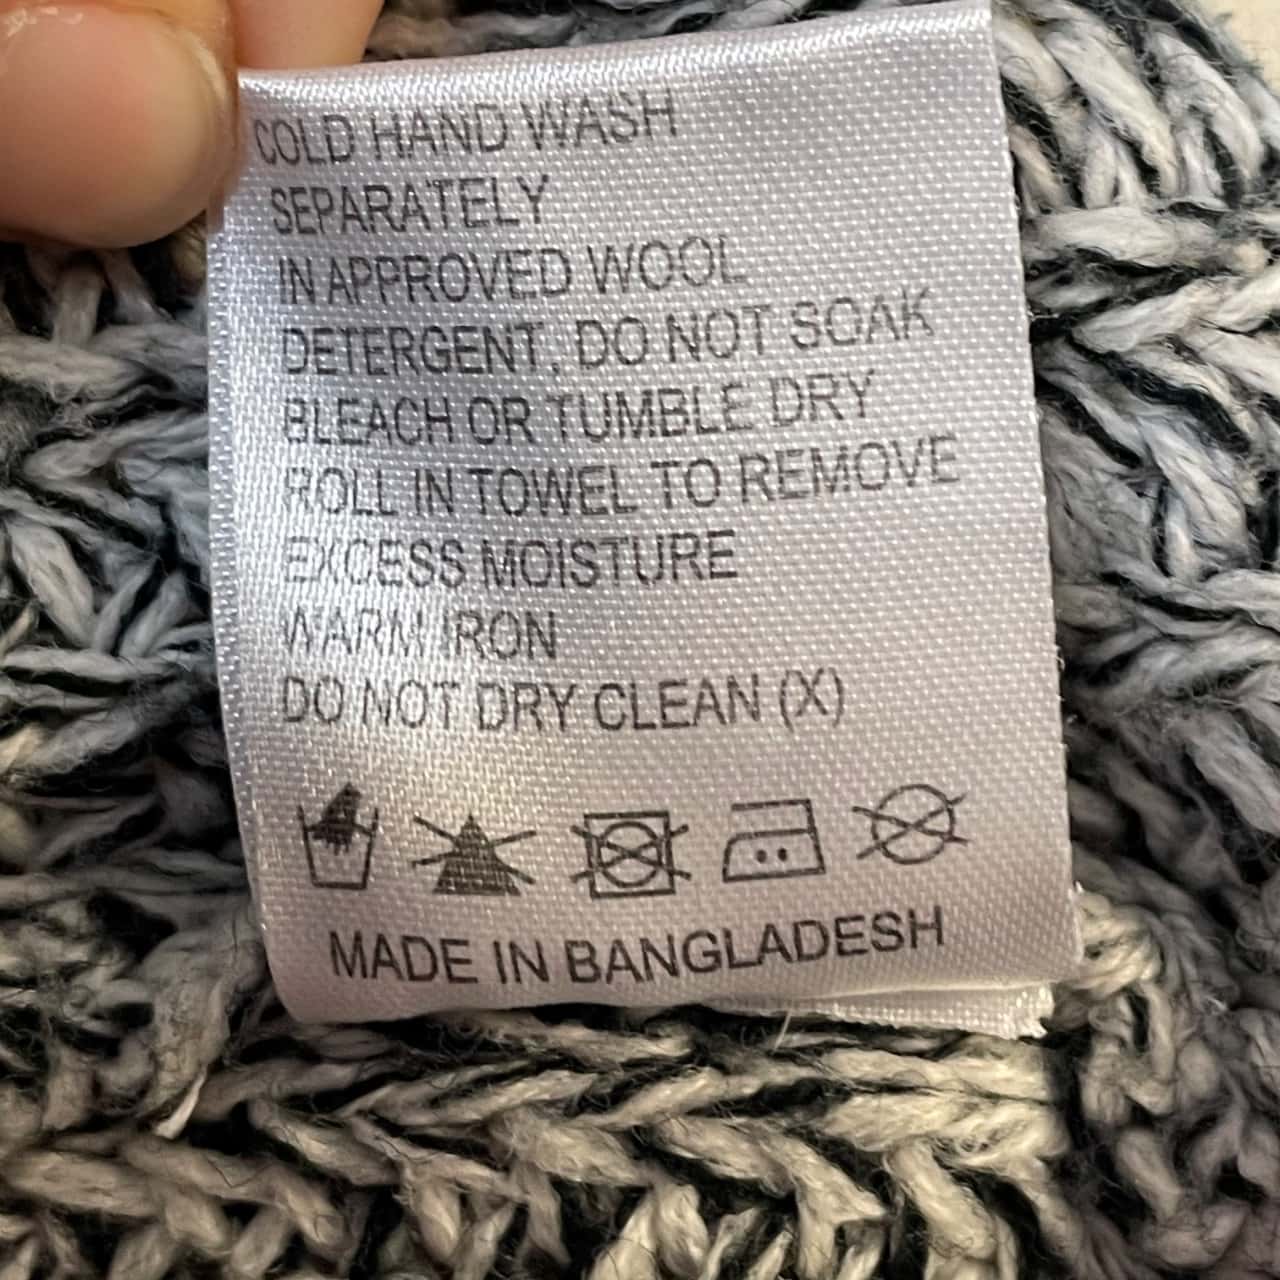 COLD HAND WASH
SEPARATELY
IN APPROVED WOOL
DETERGENT. DO NOT SOAK
BLEACH OR TUMBLE DRY
ROLL IN TOWEL TO REMOVE
EXCESS MOISTURE
WARM IRON
DO NOT DRY CLEAN (X)
MADE IN BANGLADESH